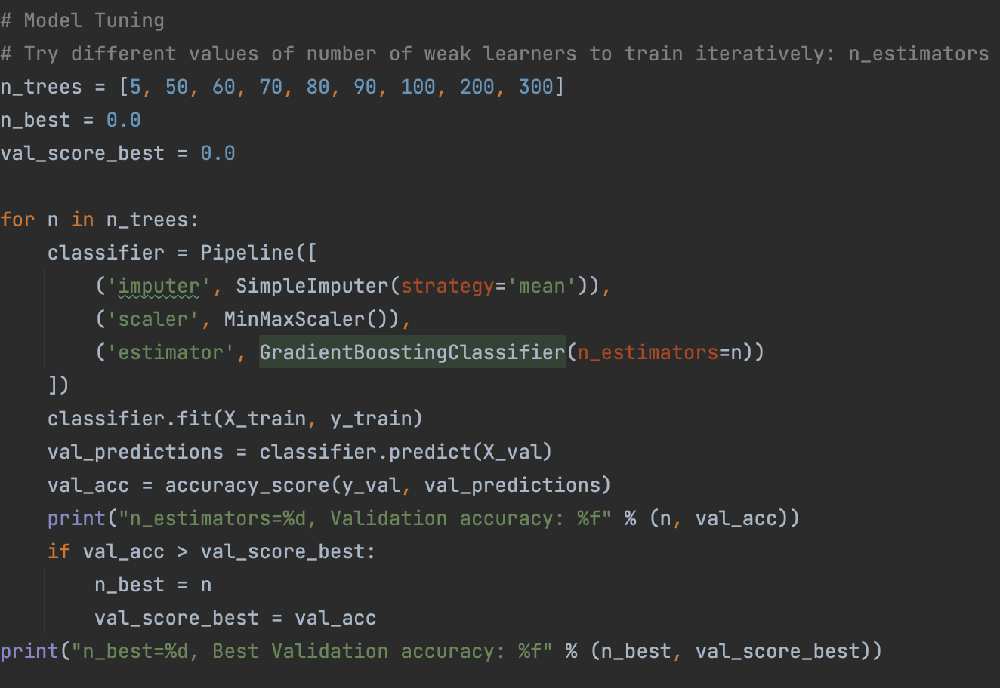 # Model Tuning
# Try different values of number of weak learners to train iteratively: n_estimators
n_trees = [5, 50, 60, 70, 80, 90, 100, 200, 300]
n_best = 0.0
val_score_best = 0.0

for n in n_trees:
    classifier = Pipeline([
        ('imputer', SimpleImputer(strategy='mean')),
        ('scaler', MinMaxScaler()),
        ('estimator', GradientBoostingClassifier(n_estimators=n))
    ])
    classifier.fit(X_train, y_train)
    val_predictions = classifier.predict(X_val)
    val_acc = accuracy_score(y_val, val_predictions)
    print("n_estimators=%d, Validation accuracy: %f" % (n, val_acc))
    if val_acc > val_score_best:
        n_best = n
        val_score_best = val_acc
print("n_best=%d, Best Validation accuracy: %f" % (n_best, val_score_best))